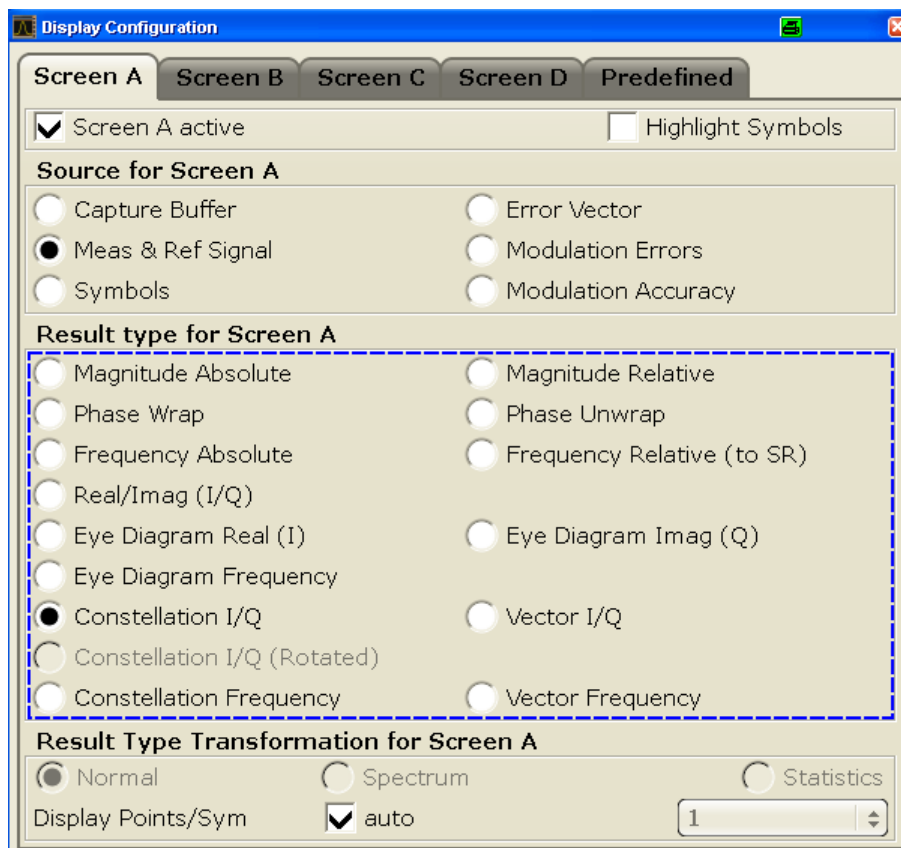 Display Configuration
Screen A Screen B Screen C Screen D Predefined
Screen A active Highlight Symbols
Source for Screen A
Capture Buffer Error Vector
Meas & Ref Signal Modulation Errors
Symbols Modulation Accuracy
Result type for Screen A
Magnitude Absolute Magnitude Relative
Phase Wrap Phase Unwrap
Frequency Absolute Frequency Relative (to SR)
Real/Imag (I/Q)
Eye Diagram Real (I) Eye Diagram Imag (Q)
Eye Diagram Frequency
Constellation I/Q Vector I/Q
Constellation I/Q (Rotated)
Constellation Frequency Vector Frequency
Result Type Transformation for Screen A
Normal Spectrum Statistics
Display Points/Sym auto 1